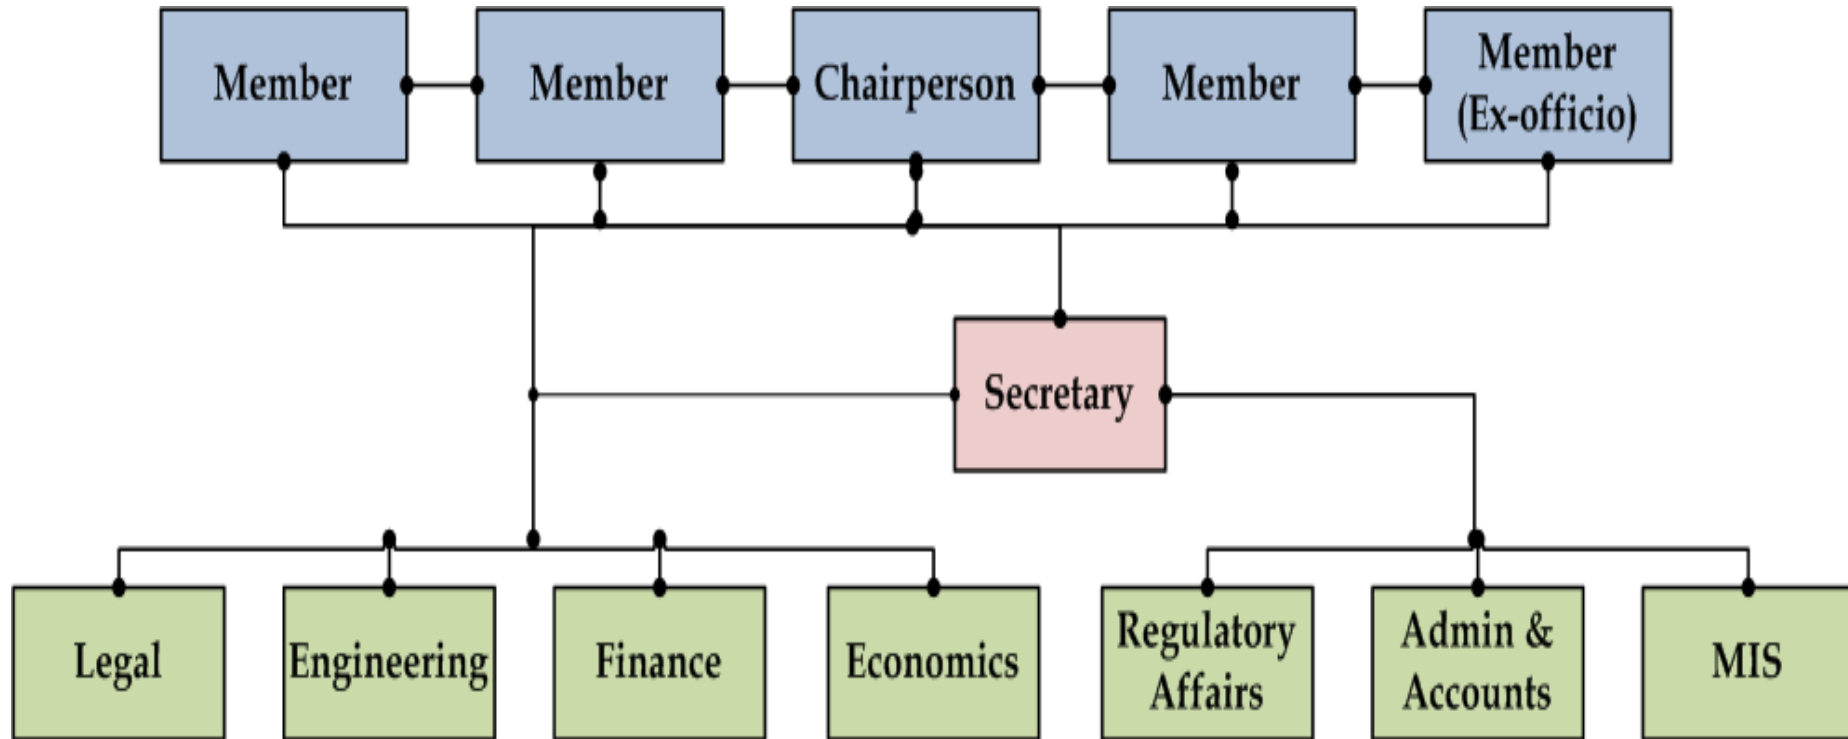 Member
Member
Chairperson
Member
Member
(Ex-officio)
Secretary
Legal
Engineering
Finance
Economics
Regulatory
Affairs
Admin &
Accounts
MIS